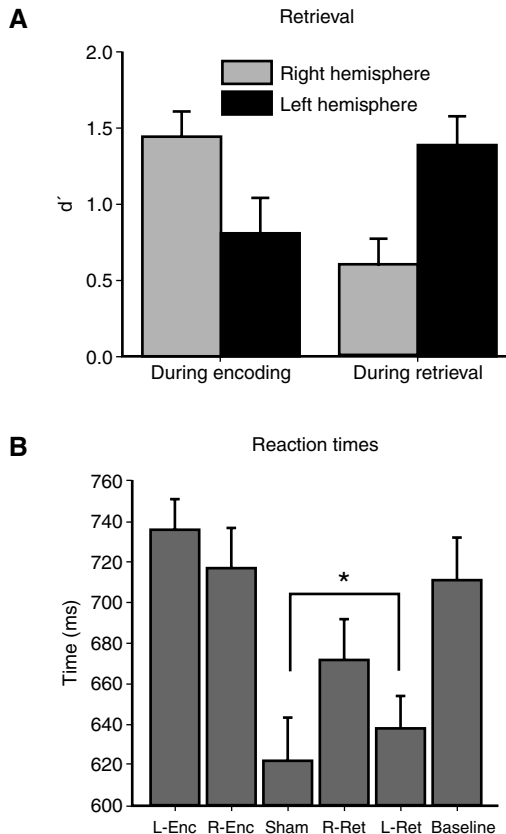 A
Retrieval
2.0
1.5
1.0
0.5
0.0
d´
Right hemisphere
Left hemisphere
During encoding
During retrieval
B
Reaction times
760
740
720
700
680
660
640
620
600
Time (ms)
*
L-Enc R-Enc Sham R-Ret L-Ret Baseline